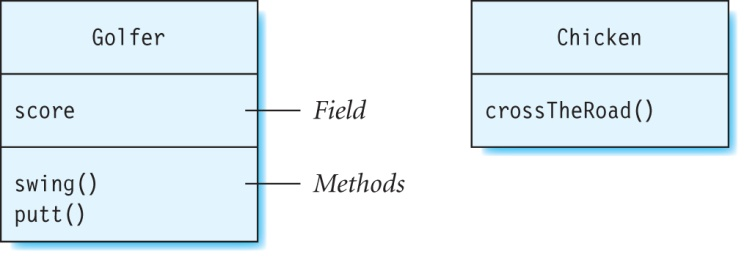 Golfer
score
Field
swing()
putt()
Methods
Chicken
crossTheRoad()